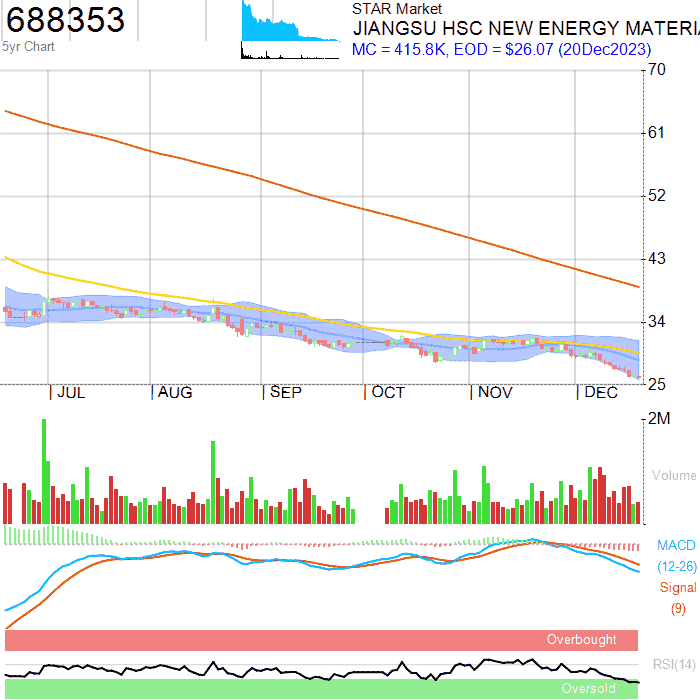 688353
5yr Chart
STAR Market
JIANGSU HSC NEW ENERGY MATERI
MC = 415.8K, EOD = $26.07 (20Dec2023)
70
61
52
43
34
25
JUL
AUG
SEP
OCT
NOV
DEC
2M
Volume
MACD
(12-26)
Signal
(9)
Overbought
RSI(14)
Oversold